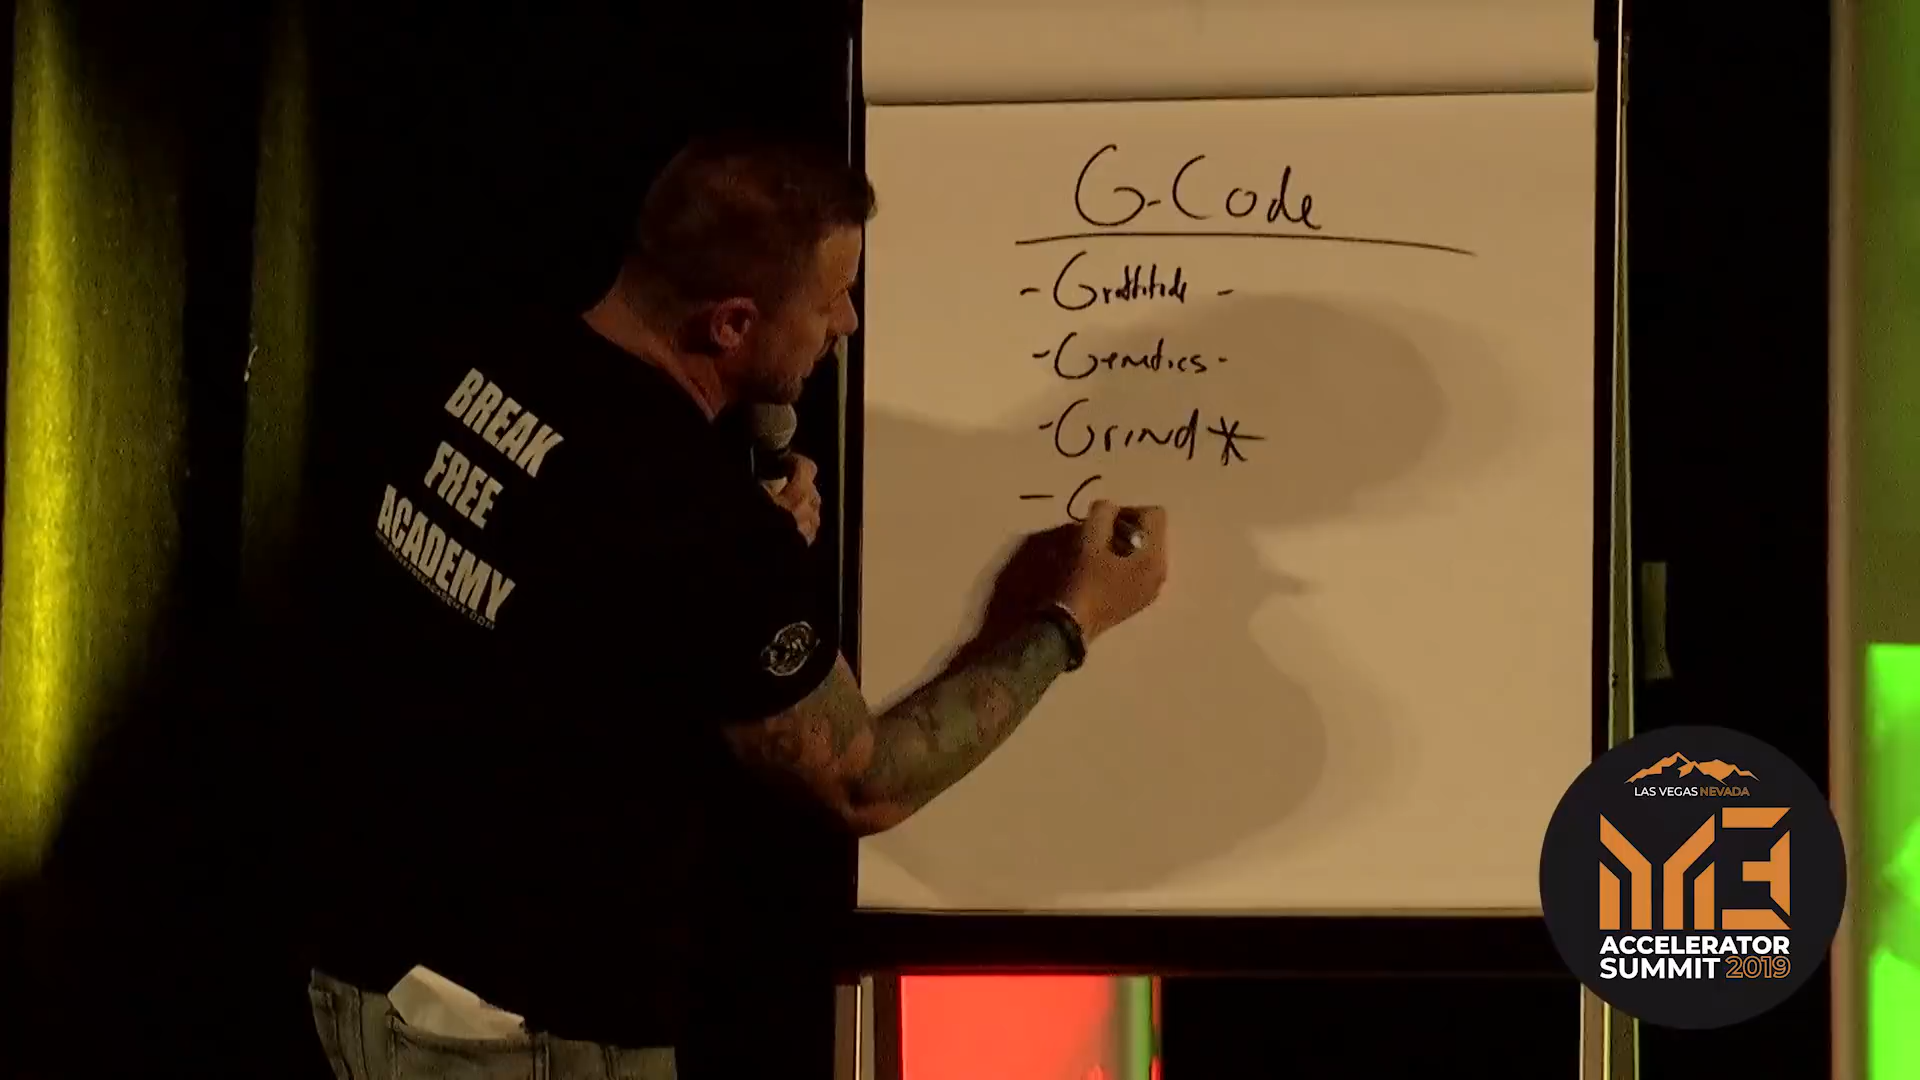 G-Code
- Gratitude -
- Genetics -
- Grind *
- G
BREAK
FREE
ACADEMY
LAS VEGAS NEVADA
ACCELERATOR
SUMMIT 2019